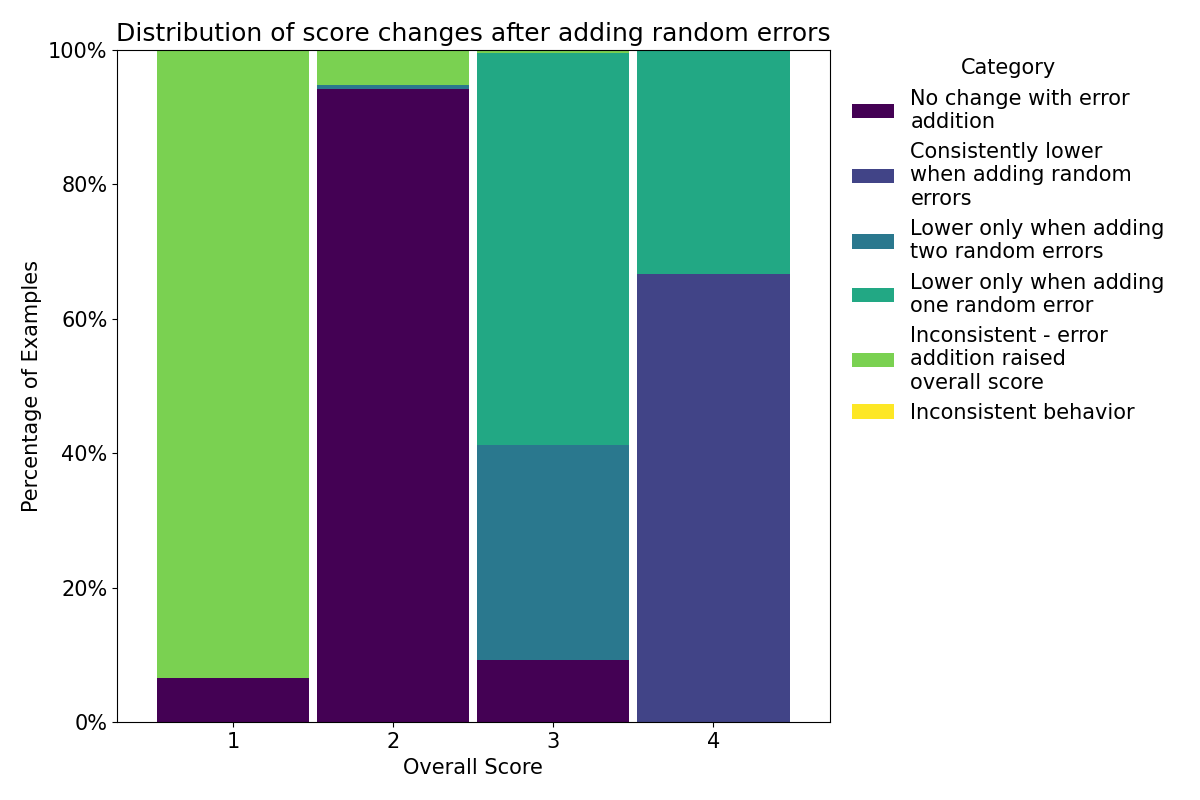 Distribution of score changes after adding random errors
100%
80%
60%
40%
20%
0%
Percentage of Examples
1
2
3
4
Overall Score
Category
No change with error
addition
Consistently lower
when adding random
errors
Lower only when adding
two random errors
Lower only when adding
one random error
Inconsistent - error
addition raised
overall score
Inconsistent behavior